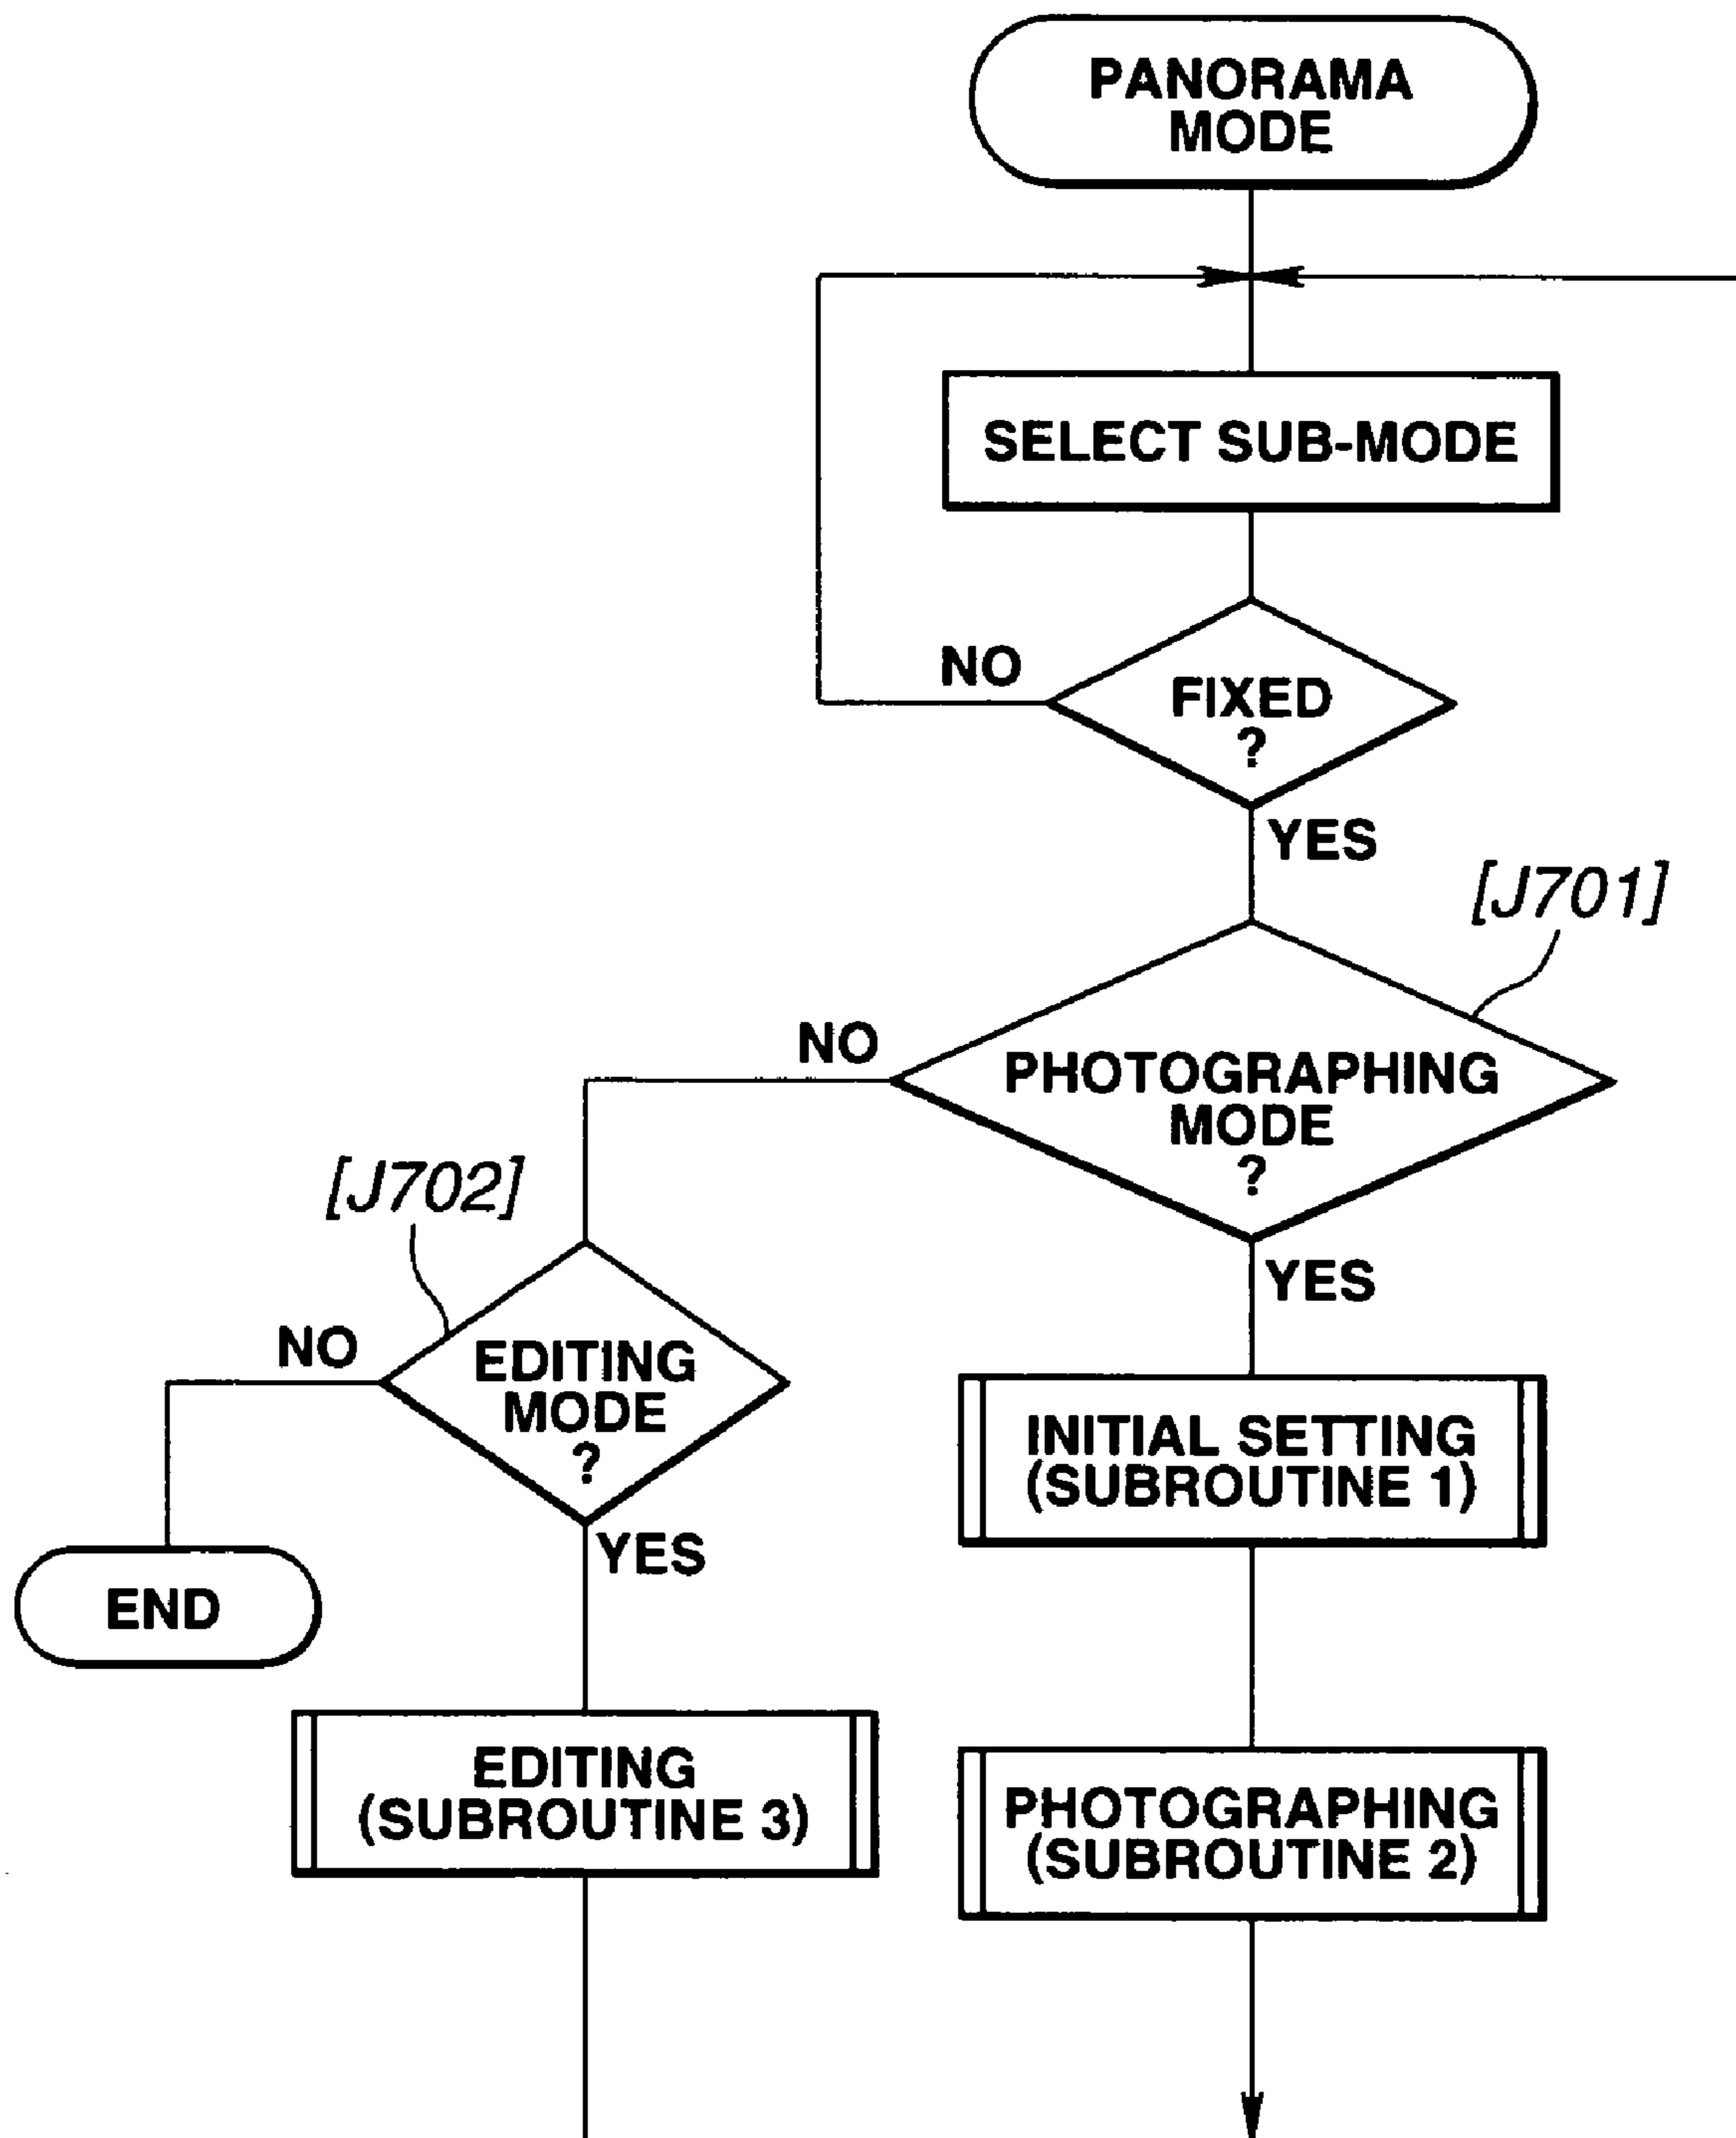 PANORAMA
MODE
SELECT SUB-MODE
NO
FIXED
?
YES
[J701]
NO
PHOTOGRAPHING
MODE
?
YES
[J702]
NO
EDITING
MODE
?
YES
INITIAL SETTING
(SUBROUTINE 1)
END
EDITING
(SUBROUTINE 3)
PHOTOGRAPHING
(SUBROUTINE 2)